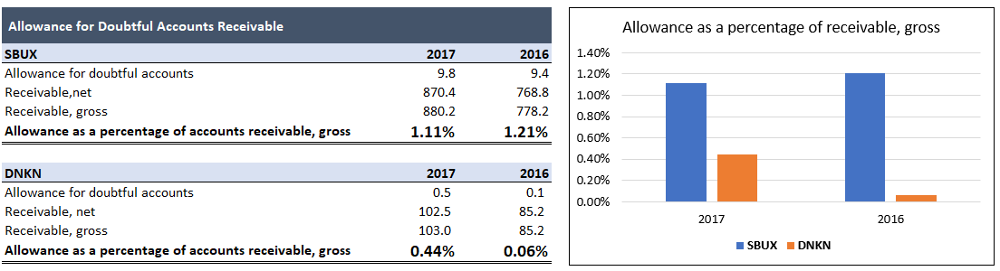 Allowance for Doubtful Accounts Receivable
SBUX 2017 2016
Allowance for doubtful accounts 9.8 9.4
Receivable,net 870.4 768.8
Receivable, gross 880.2 778.2
Allowance as a percentage of accounts receivable, gross 1.11% 1.21%
DNKN 2017 2016
Allowance for doubtful accounts 0.5 0.1
Receivable, net 102.5 85.2
Receivable, gross 103.0 85.2
Allowance as a percentage of accounts receivable, gross 0.44% 0.06%
Allowance as a percentage of receivable, gross
1.40%
1.20%
1.00%
0.80%
0.60%
0.40%
0.20%
0.00%
2017 2016
SBUX DNKN